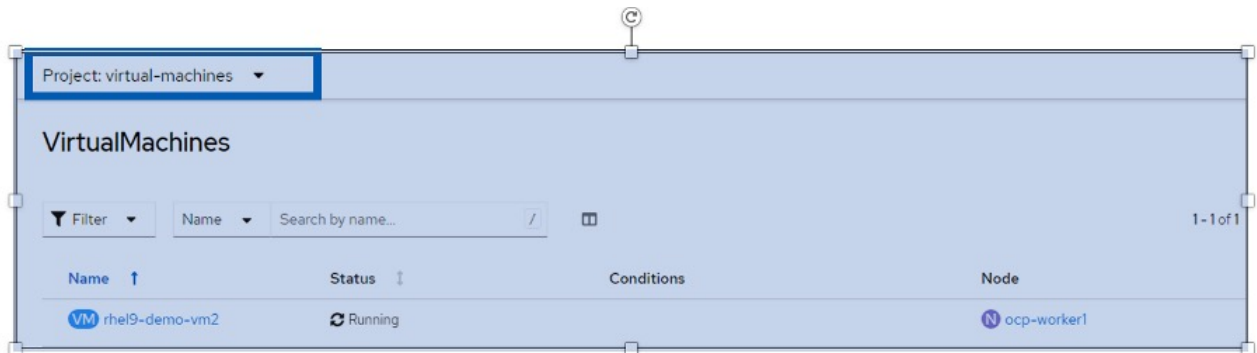 Project: virtual-machines
VirtualMachines
Filter Name Search by name... / 1-1 of 1
Name Status Conditions Node
VM rhel9-demo-vm2 Running N ocp-worker1